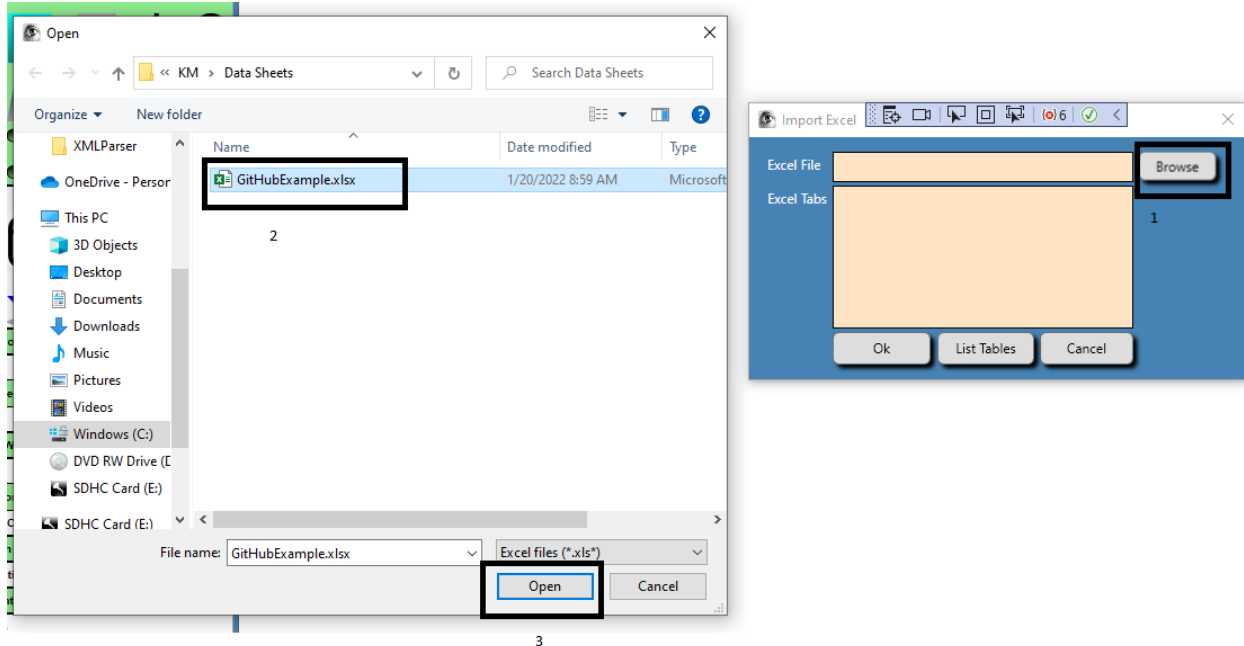 Open
« KM > Data Sheets
Search Data Sheets
Organize
New folder
XMLParser
OneDrive - Person
This PC
3D Objects
Desktop
Documents
Downloads
Music
Pictures
Videos
Windows (C:)
DVD RW Drive (D
SDHC Card (E:)
SDHC Card (E:)
Name
Date modified
Type
GitHubExample.xlsx
1/20/2022 8:59 AM
Microsoft
2
File name:
GitHubExample.xlsx
Excel files (*.xls*)
Open
Cancel
3
Import Excel
6
Excel File
Browse
Excel Tabs
1
Ok
List Tables
Cancel